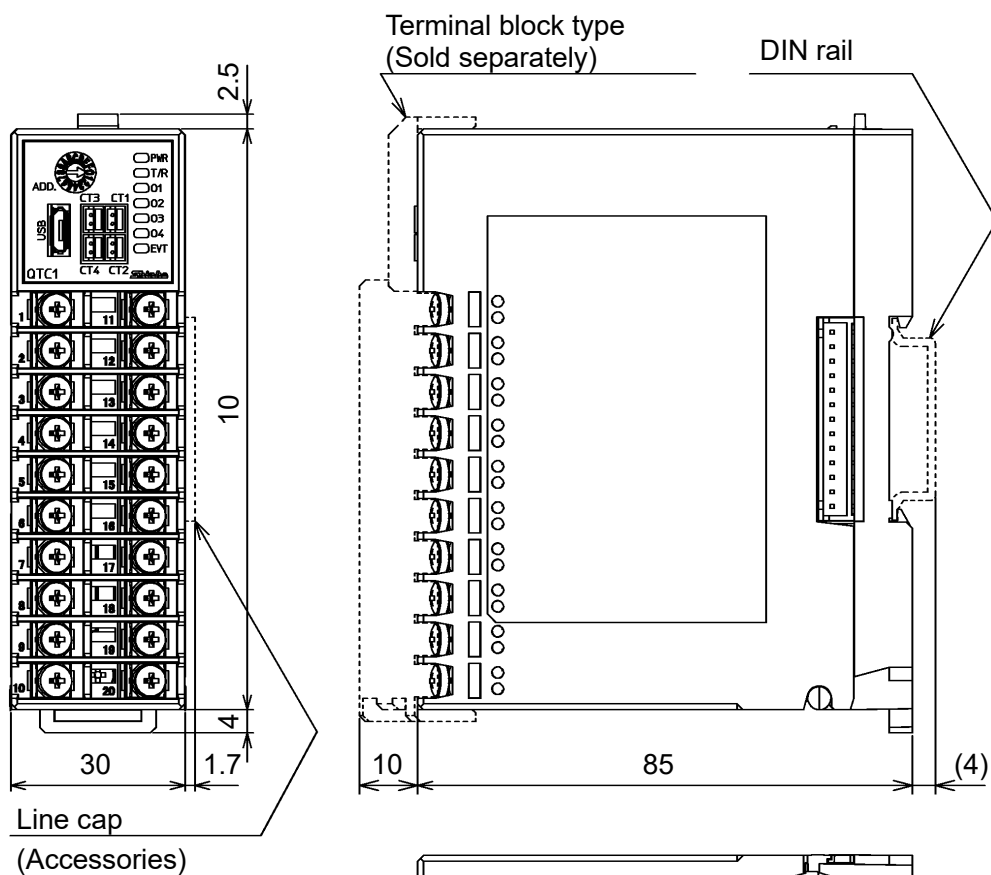 Terminal block type
(Sold separately)
DIN rail
2.5
PWR
T/R
ADD.
O1
CT3 CT1
O2
USB
O3
O4
EVT
CT4 CT2
QTC1
Shinko
1 11
2 12
3 13
4 14
5 15
6 16
7 17
8 18
9 19
10 20
10
4
30
1.7
10
85
(4)
Line cap
(Accessories)